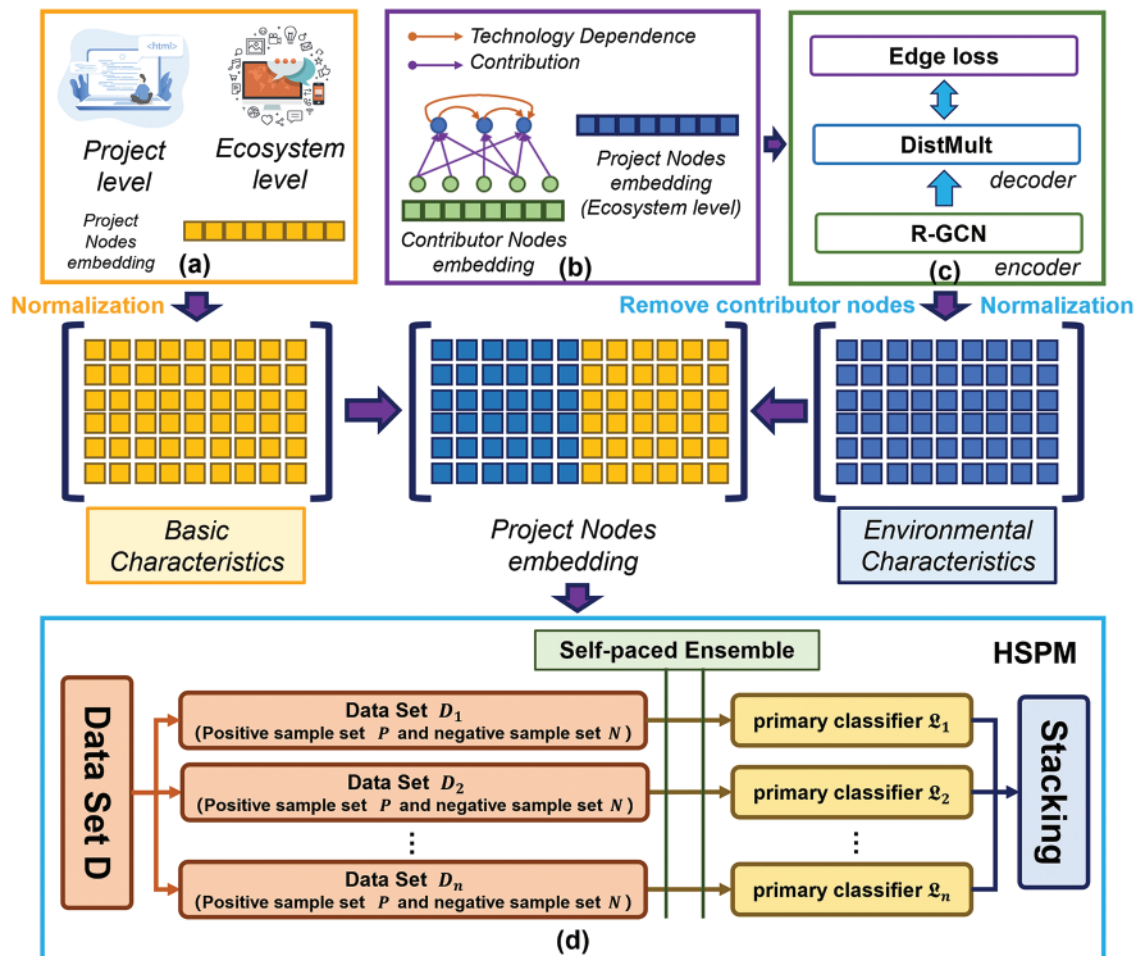 <html>
Project
level
Ecosystem
level
Project
Nodes
embedding
(a)
Technology Dependence
Contribution
Project Nodes
embedding
(Ecosystem level)
Contributor Nodes
embedding
(b)
Edge loss
DistMult
decoder
R-GCN
encoder
(c)
Normalization
Remove contributor nodes
Normalization
Basic
Characteristics
Project Nodes
embedding
Environmental
Characteristics
Self-paced Ensemble
HSPM
Data Set D
Data Set D₁
(Positive sample set P and negative sample set N )
primary classifier 𝔏₁
Data Set D₂
(Positive sample set P and negative sample set N )
primary classifier 𝔏₂
⋮
⋮
Data Set Dₙ
(Positive sample set P and negative sample set N )
primary classifier 𝔏ₙ
Stacking
(d)